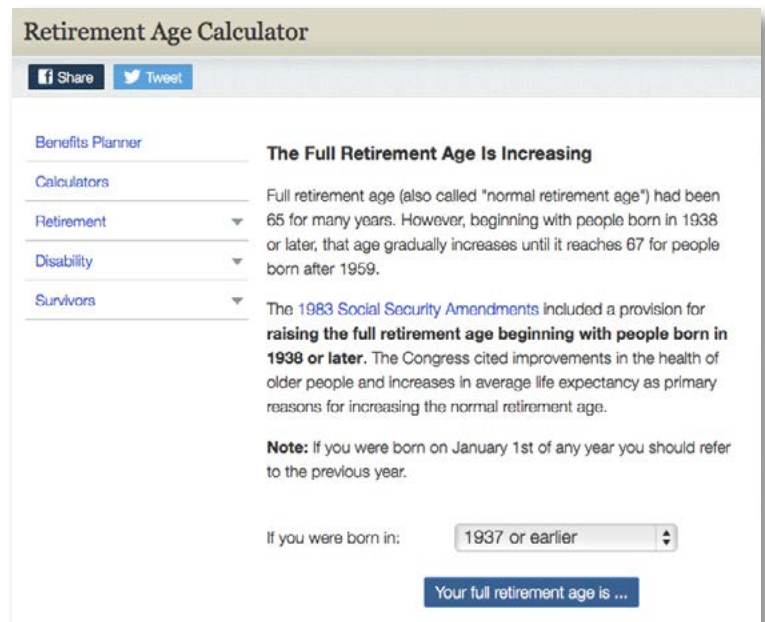 Retirement Age Calculator
Share
Tweet
Benefits Planner
Calculators
Retirement
Disability
Survivors
The Full Retirement Age Is Increasing
Full retirement age (also called "normal retirement age") had been
65 for many years. However, beginning with people born in 1938
or later, that age gradually increases until it reaches 67 for people
born after 1959.
The 1983 Social Security Amendments included a provision for
raising the full retirement age beginning with people born in
1938 or later. The Congress cited improvements in the health of
older people and increases in average life expectancy as primary
reasons for increasing the normal retirement age.
Note: If you were born on January 1st of any year you should refer
to the previous year.
If you were born in: 1937 or earlier
Your full retirement age is ...